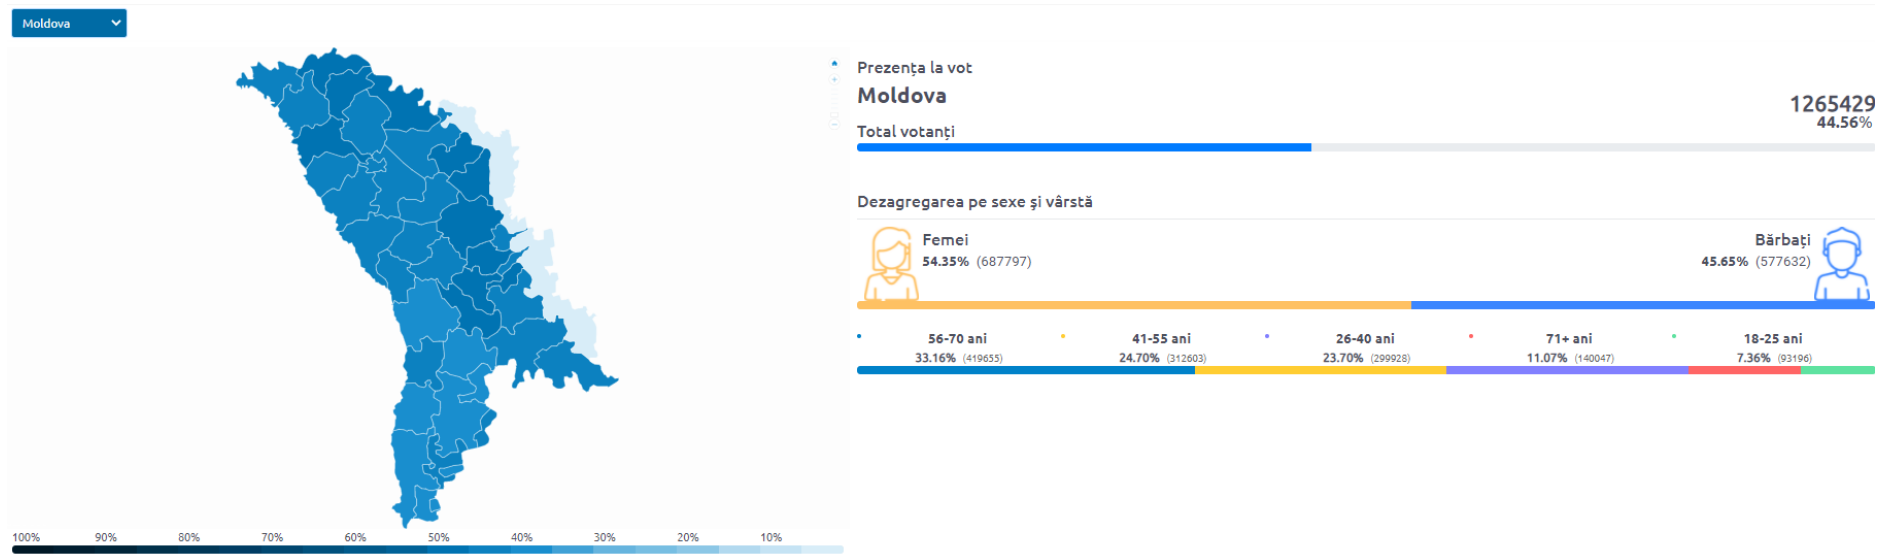 Moldova
Prezența la vot
Moldova
1265429
44.56%
Total votanți
Dezagregarea pe sexe și vârstă
Femei
54.35% (687797)
Bărbați
45.65% (577632)
56-70 ani
33.16% (419655)
41-55 ani
24.70% (312603)
26-40 ani
23.70% (299928)
71+ ani
11.07% (140047)
18-25 ani
7.36% (93196)
100% 90% 80% 70% 60% 50% 40% 30% 20% 10%